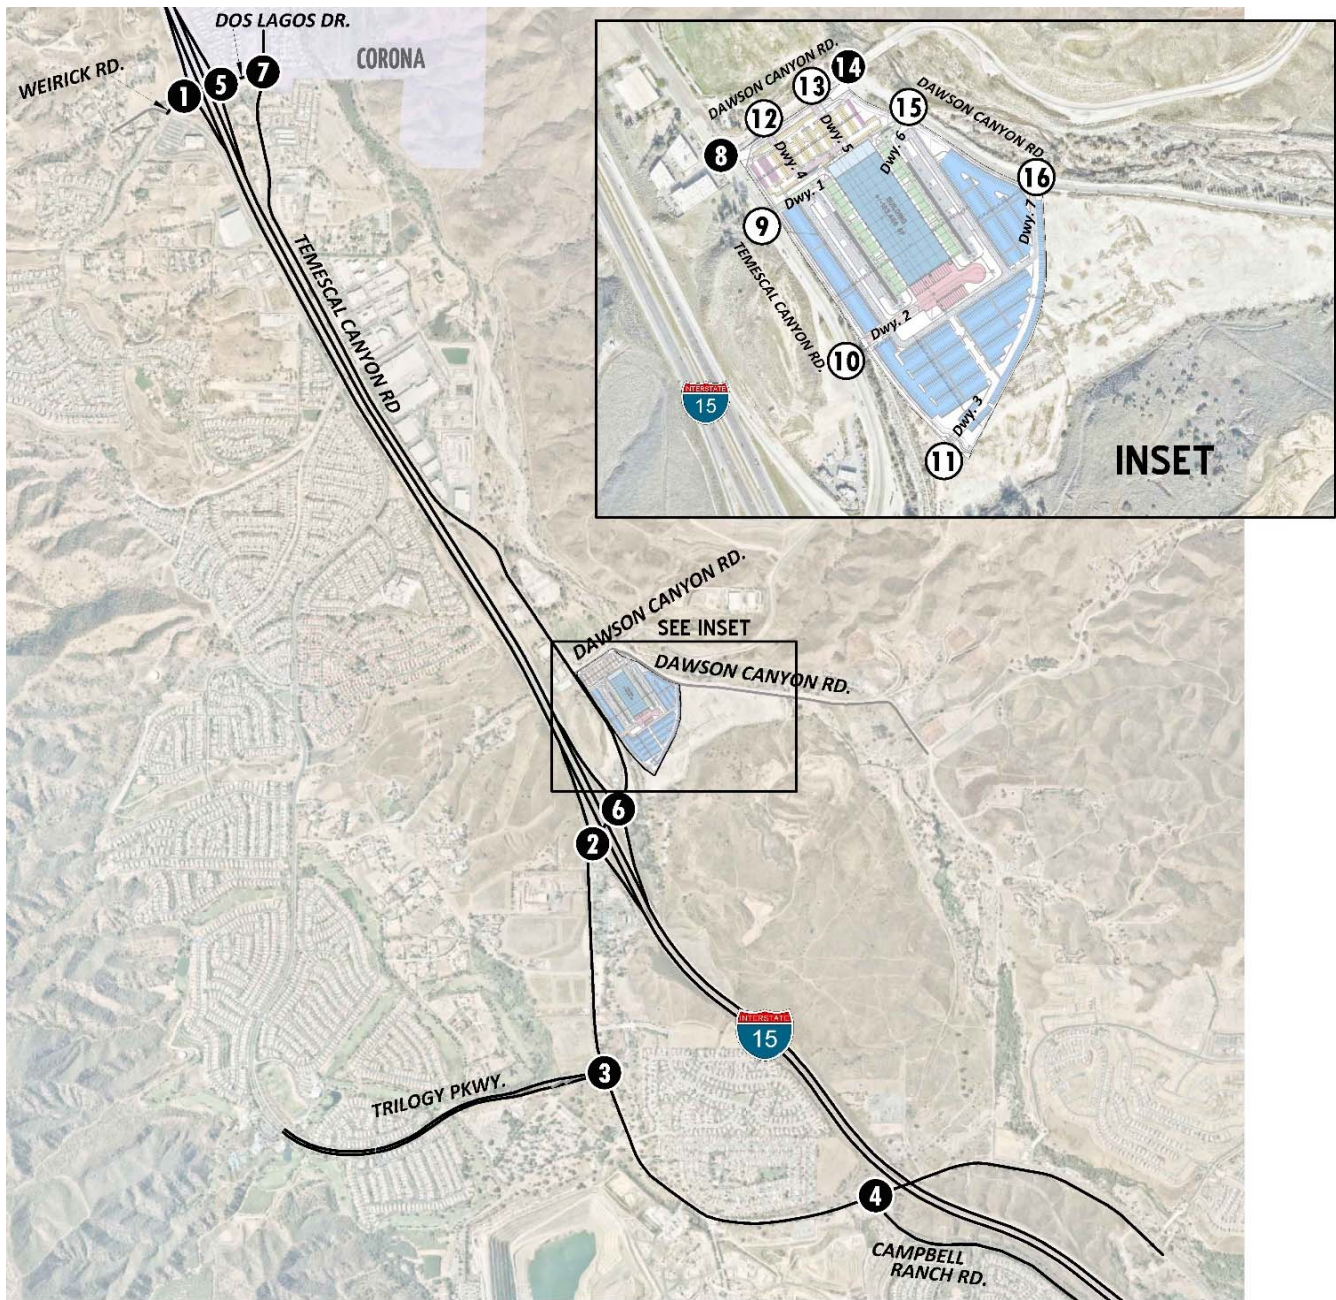 DOS LAGOS DR.
CORONA
WEIRICK RD.
1
5
7
TEMESCAL CANYON RD
DAWSON CANYON RD.
14
13
12
15
DAWSON CANYON RD.
8
Dwy. 5
Dwy. 6
Dwy. 4
16
Dwy. 1
Dwy. 7
9
TEMESCAL CANYON RD.
Dwy. 2
10
INTERSTATE
15
Dwy. 3
11
INSET
DAWSON CANYON RD.
SEE INSET
DAWSON CANYON RD.
6
2
INTERSTATE
15
3
TRILOGY PKWY.
4
CAMPBELL
RANCH RD.